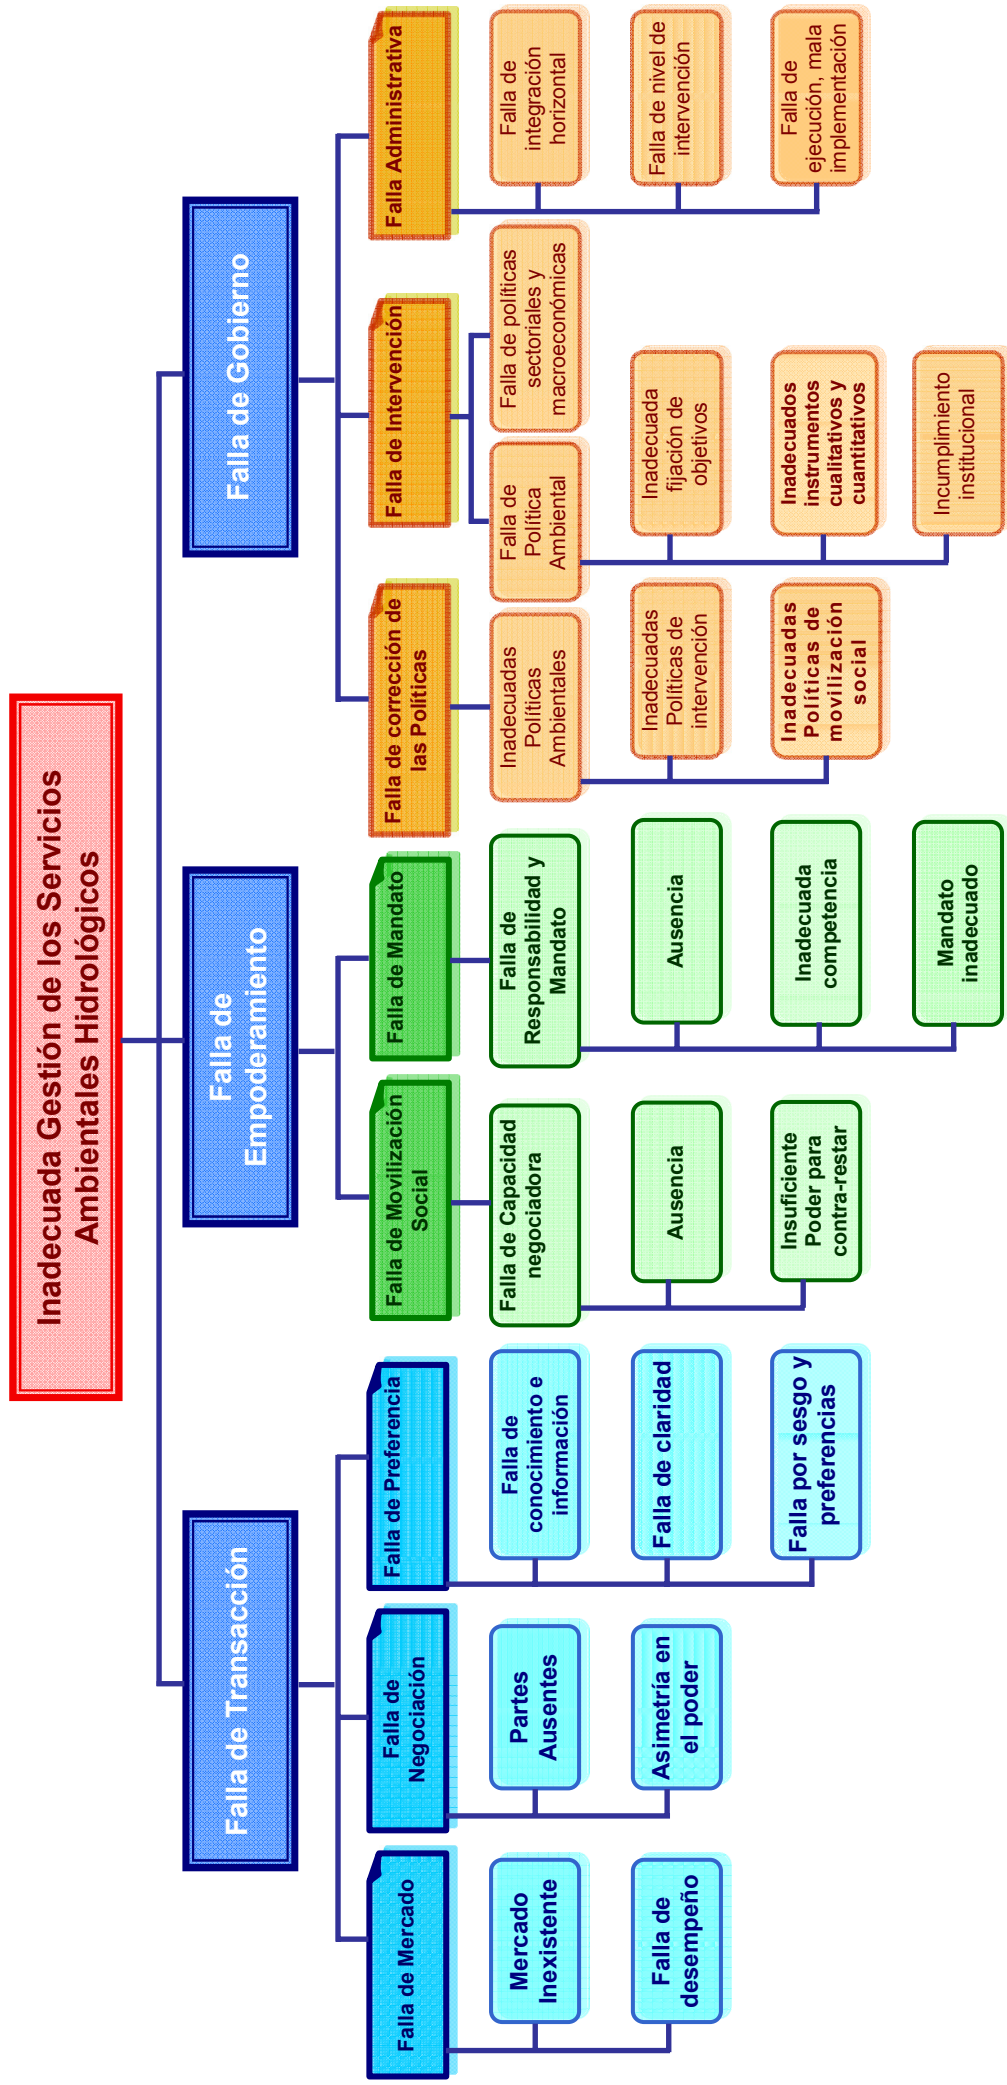 Inadecuada Gestión de los Servicios
Ambientales Hidrológicos
Falla de Transacción
Falla de
Empoderamiento
Falla de Gobierno
Falla de Mercado
Mercado
Inexistente
Falla de
desempeño
Falla de
Negociación
Partes
Ausentes
Asimetría en
el poder
Falla de Preferencia
Falla de
conocimiento e
información
Falla de claridad
Falla por sesgo y
preferencias
Falla de Movilización
Social
Falla de Capacidad
negociadora
Ausencia
Insuficiente
Poder para
contra-restar
Falla de Mandato
Falla de
Responsabilidad y
Mandato
Ausencia
Inadecuada
competencia
Mandato
inadecuado
Falla de corrección de
las Políticas
Inadecuadas
Políticas
Ambientales
Inadecuadas
Políticas de
intervención
Inadecuadas
Políticas de
movilización
social
Falla de Intervención
Falla de
Política
Ambiental
Inadecuada
fijación de
objetivos
Inadecuados
instrumentos
cualitativos y
cuantitativos
Incumplimiento
institucional
Falla de políticas
sectoriales y
macroeconómicas
Falla Administrativa
Falla de
integración
horizontal
Falla de nivel de
intervención
Falla de
ejecución, mala
implementación